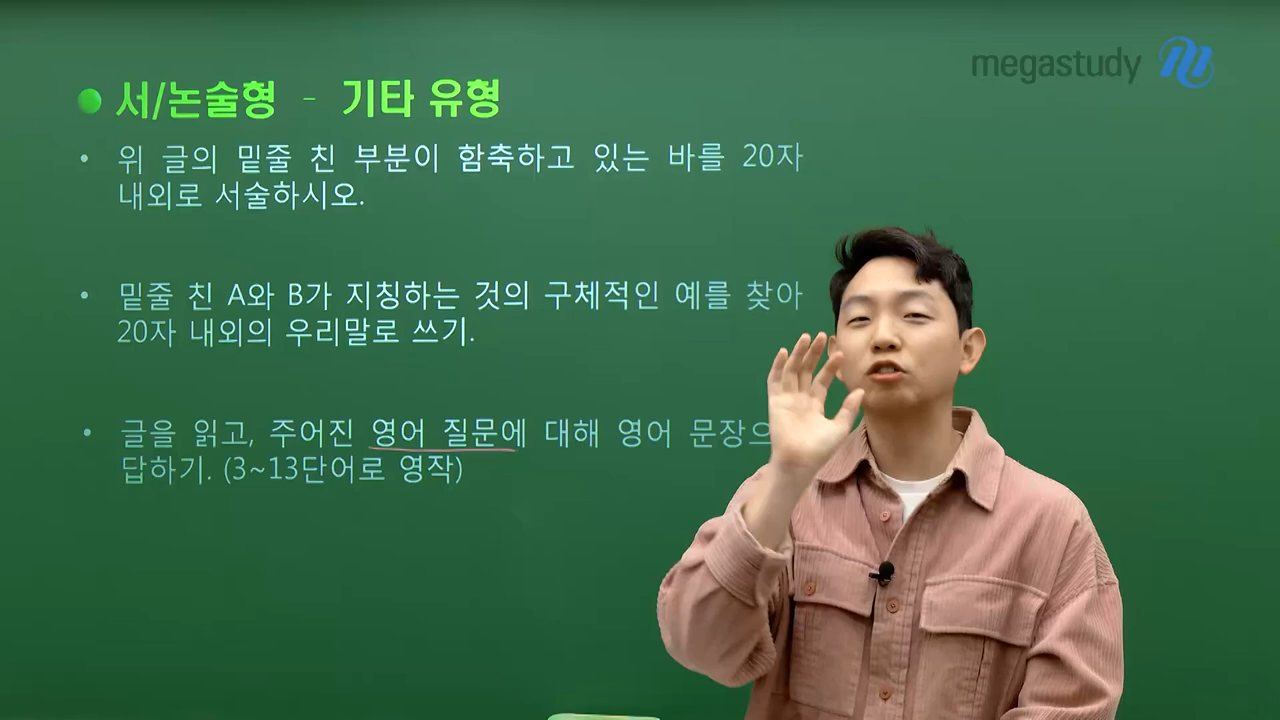 megastudy
서/논술형 - 기타 유형
• 위 글의 밑줄 친 부분이 함축하고 있는 바를 20자
내외로 서술하시오.
• 밑줄 친 A와 B가 지칭하는 것의 구체적인 예를 찾아
20자 내외의 우리말로 쓰기.
• 글을 읽고, 주어진 영어 질문에 대해 영어 문장으
답하기. (3~13단어로 영작)